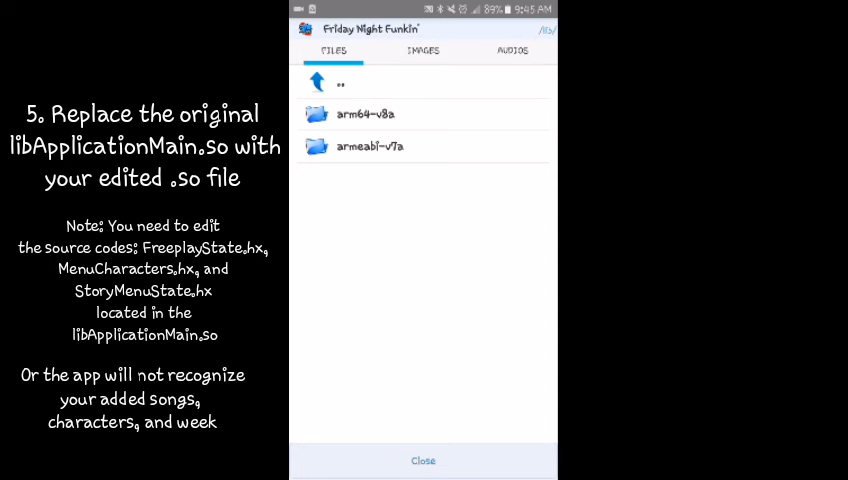 5. Replace the original
libApplicationMain.so with
your edited .so file
Note: You need to edit
the source codes: FreeplayState.hx,
MenuCharacters.hx, and
StoryMenuState.hx
located in the
libApplicationMain.so
Or the app will not recognize
your added songs,
characters, and week
89% 9:45 AM
Friday Night Funkin'
/lib/
FILES IMAGES AUDIOS
..
arm64-v8a
armeabi-v7a
Close